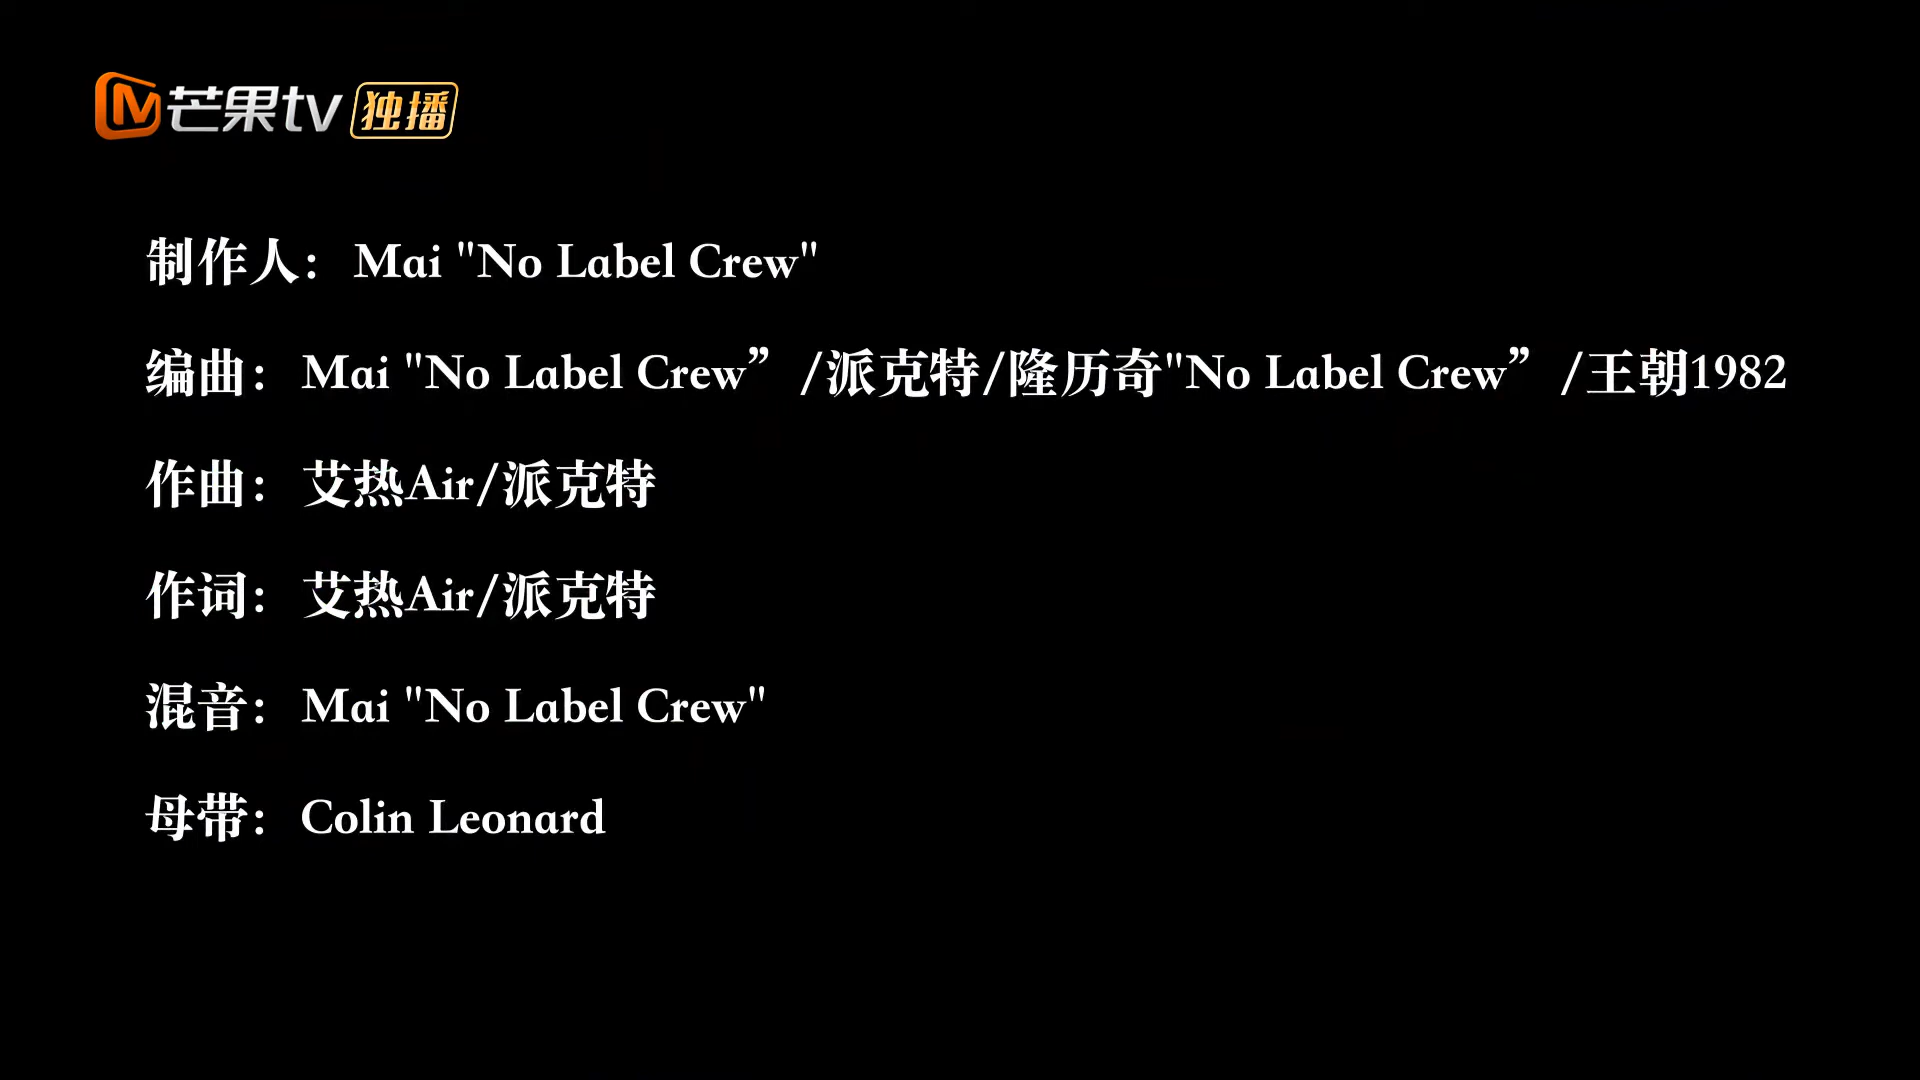 芒果tv 独播
制作人：Mai "No Label Crew"
编曲：Mai "No Label Crew” /派克特/隆历奇"No Label Crew” /王朝1982
作曲：艾热Air/派克特
作词：艾热Air/派克特
混音：Mai "No Label Crew"
母带：Colin Leonard